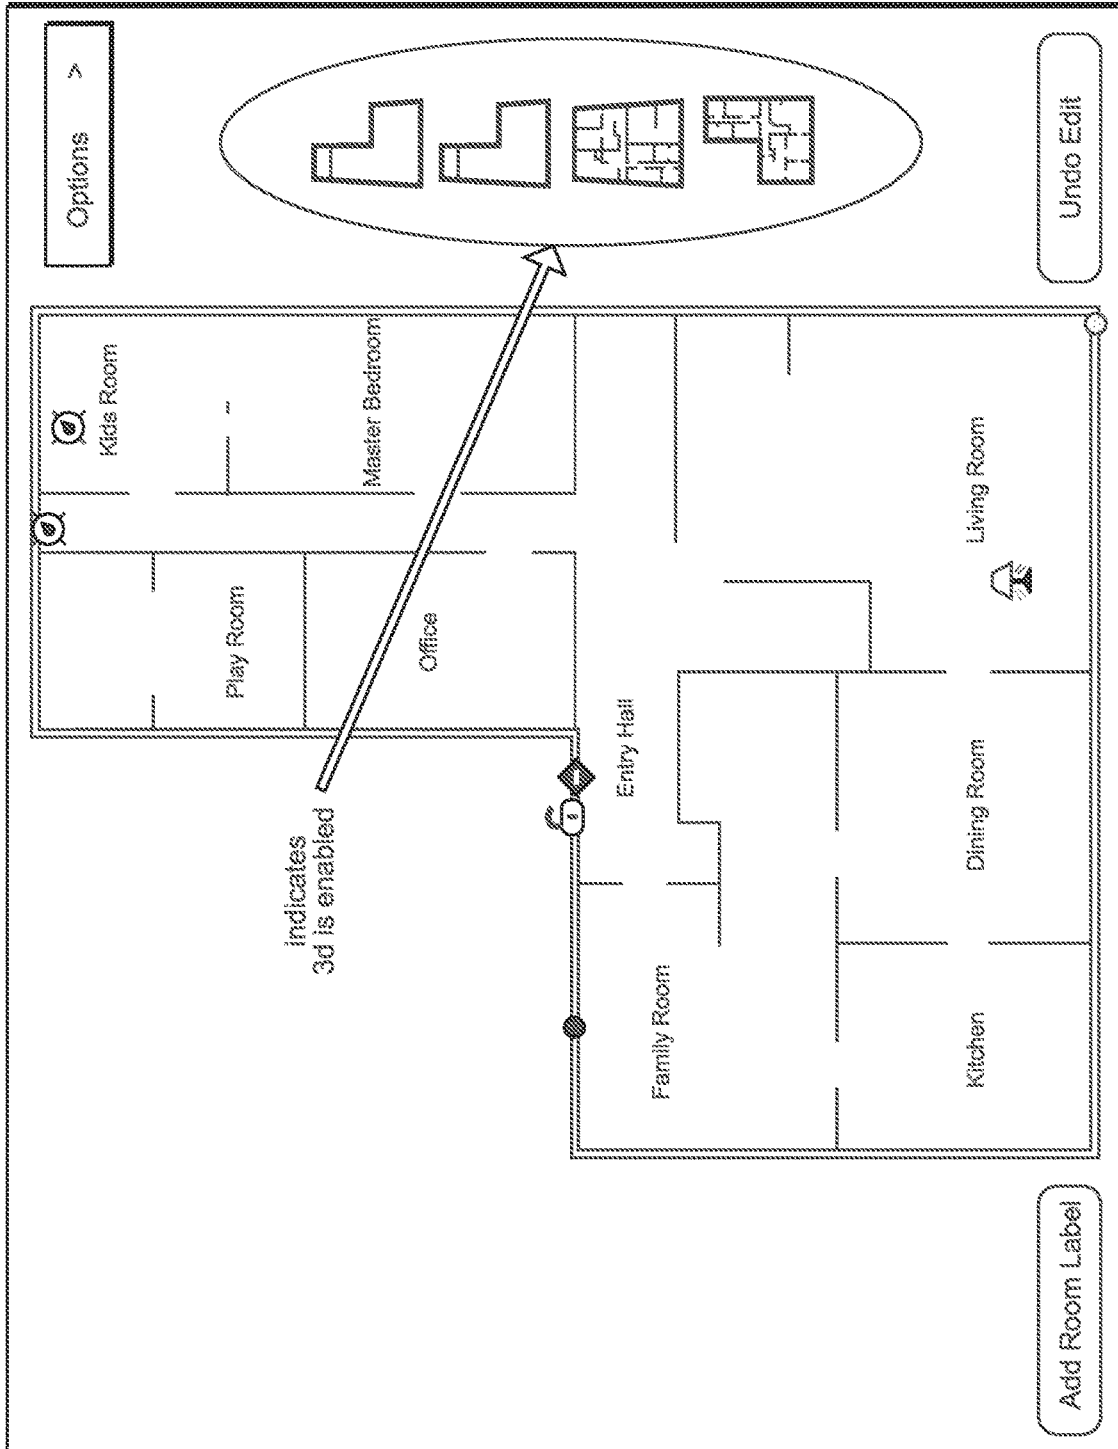 Options >
Kids Room
Play Room
indicates
3d is enabled
Master Bedroom
Office
Entry Hall
Family Room
Kitchen
Dining Room
Living Room
Add Room Label
Undo Edit